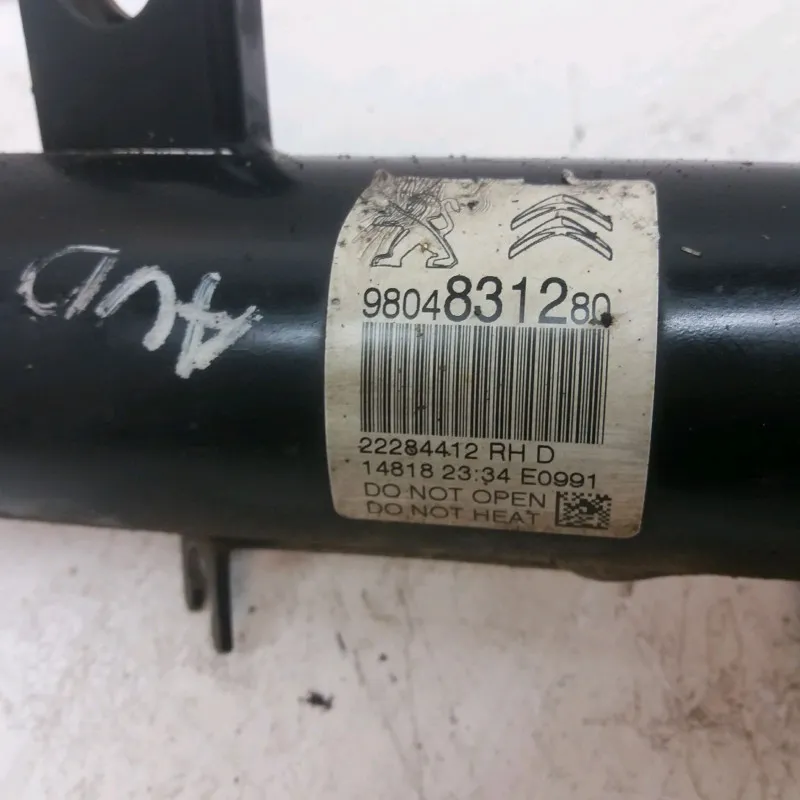 AVD
9804831280
22284412 RH D
14818 23:34 E0991
DO NOT OPEN
DO NOT HEAT